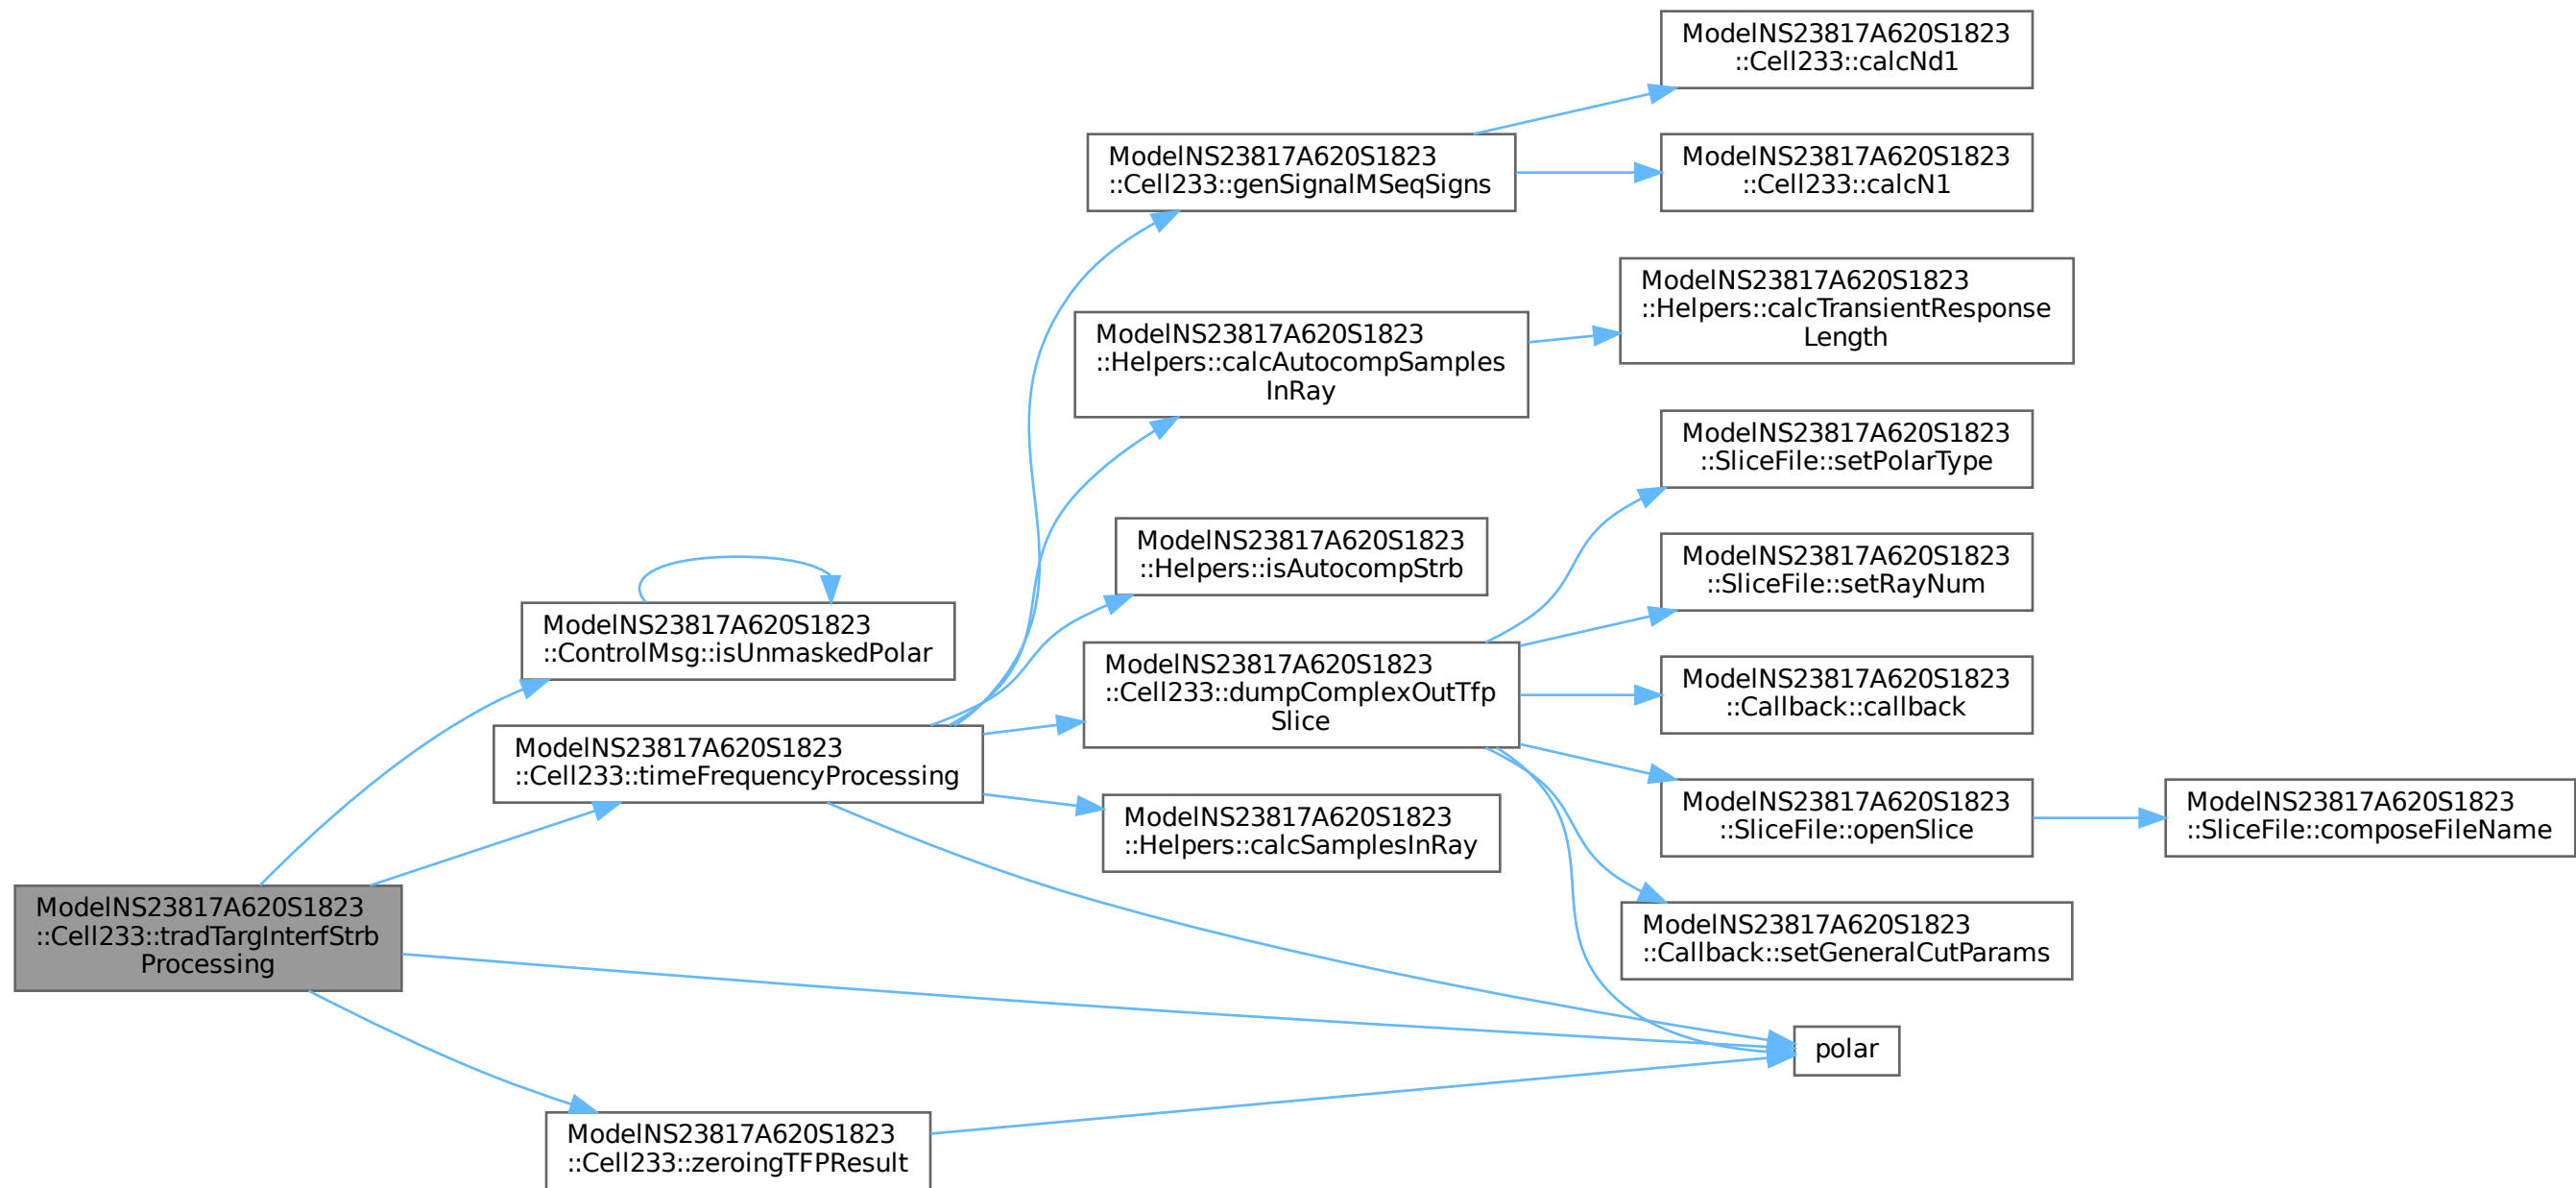 ModelNS23817A620S1823
::Cell233::calcNd1
ModelNS23817A620S1823
::Cell233::genSignalMSeqSigns
ModelNS23817A620S1823
::Cell233::calcN1
ModelNS23817A620S1823
::Helpers::calcTransientResponse
Length
ModelNS23817A620S1823
::Helpers::calcAutocompSamples
InRay
ModelNS23817A620S1823
::SliceFile::setPolarType
ModelNS23817A620S1823
::Helpers::isAutocompStrb
ModelNS23817A620S1823
::SliceFile::setRayNum
ModelNS23817A620S1823
::ControlMsg::isUnmaskedPolar
ModelNS23817A620S1823
::Cell233::dumpComplexOutTfp
Slice
ModelNS23817A620S1823
::Callback::callback
ModelNS23817A620S1823
::Cell233::timeFrequencyProcessing
ModelNS23817A620S1823
::Helpers::calcSamplesInRay
ModelNS23817A620S1823
::SliceFile::openSlice
ModelNS23817A620S1823
::SliceFile::composeFileName
ModelNS23817A620S1823
::Cell233::tradTargInterfStrb
Processing
ModelNS23817A620S1823
::Callback::setGeneralCutParams
polar
ModelNS23817A620S1823
::Cell233::zeroingTFPResult